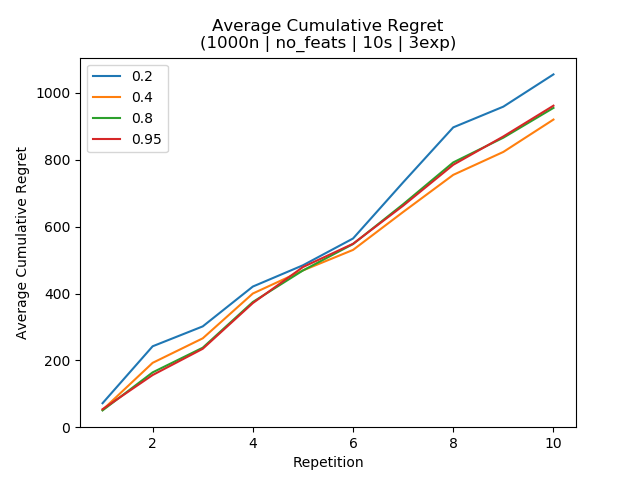 Average Cumulative Regret
(1000n | no_feats | 10s | 3exp)
0.2
0.4
0.8
0.95
Average Cumulative Regret
1000
800
600
400
200
0
2 4 6 8 10
Repetition